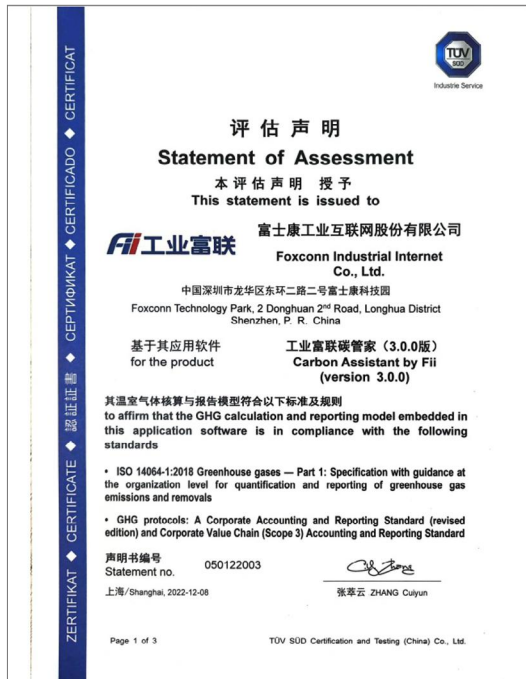 ZERTIFIKAT ◆ CERTIFICATE ◆ 認証証書 ◆ СЕРТИФИКАТ ◆ CERTIFICADO ◆ CERTIFICAT
TÜV
SÜD
Industrie Service
评估声明
Statement of Assessment
本评估声明 授予
This statement is issued to
Fii工业富联
富士康工业互联网股份有限公司
Foxconn Industrial Internet
Co., Ltd.
中国深圳市龙华区东环二路二号富士康科技园
Foxconn Technology Park, 2 Donghuan 2nd Road, Longhua District
Shenzhen, P. R. China
基于其应用软件
for the product
工业富联碳管家（3.0.0版）
Carbon Assistant by Fii
(version 3.0.0)
其温室气体核算与报告模型符合以下标准及规则
to affirm that the GHG calculation and reporting model embedded in
this application software is in compliance with the following
standards
• ISO 14064-1:2018 Greenhouse gases — Part 1: Specification with guidance at
the organization level for quantification and reporting of greenhouse gas
emissions and removals
• GHG protocols: A Corporate Accounting and Reporting Standard (revised
edition) and Corporate Value Chain (Scope 3) Accounting and Reporting Standard
声明书编号
Statement no.
050122003
上海/Shanghai, 2022-12-08
张萃云 ZHANG Cuiyun
Page 1 of 3
TÜV SÜD Certification and Testing (China) Co., Ltd.